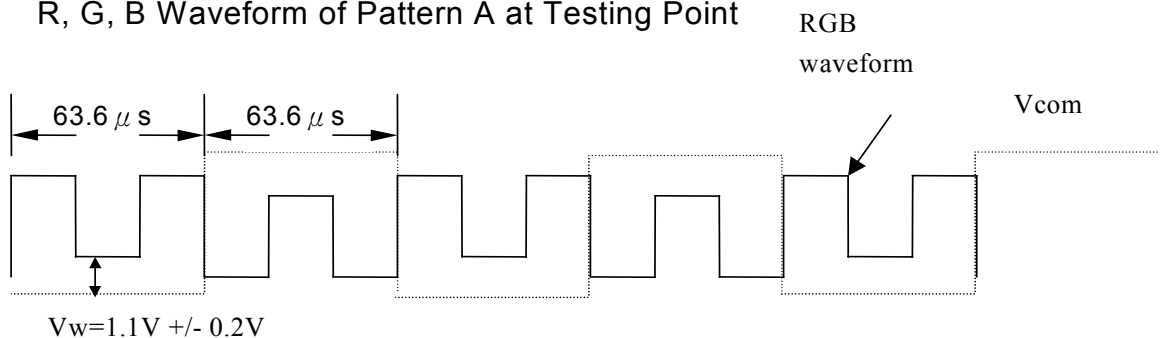 R, G, B Waveform of Pattern A at Testing Point
RGB
waveform
Vcom
63.6 μ s
63.6 μ s
Vw=1.1V +/- 0.2V